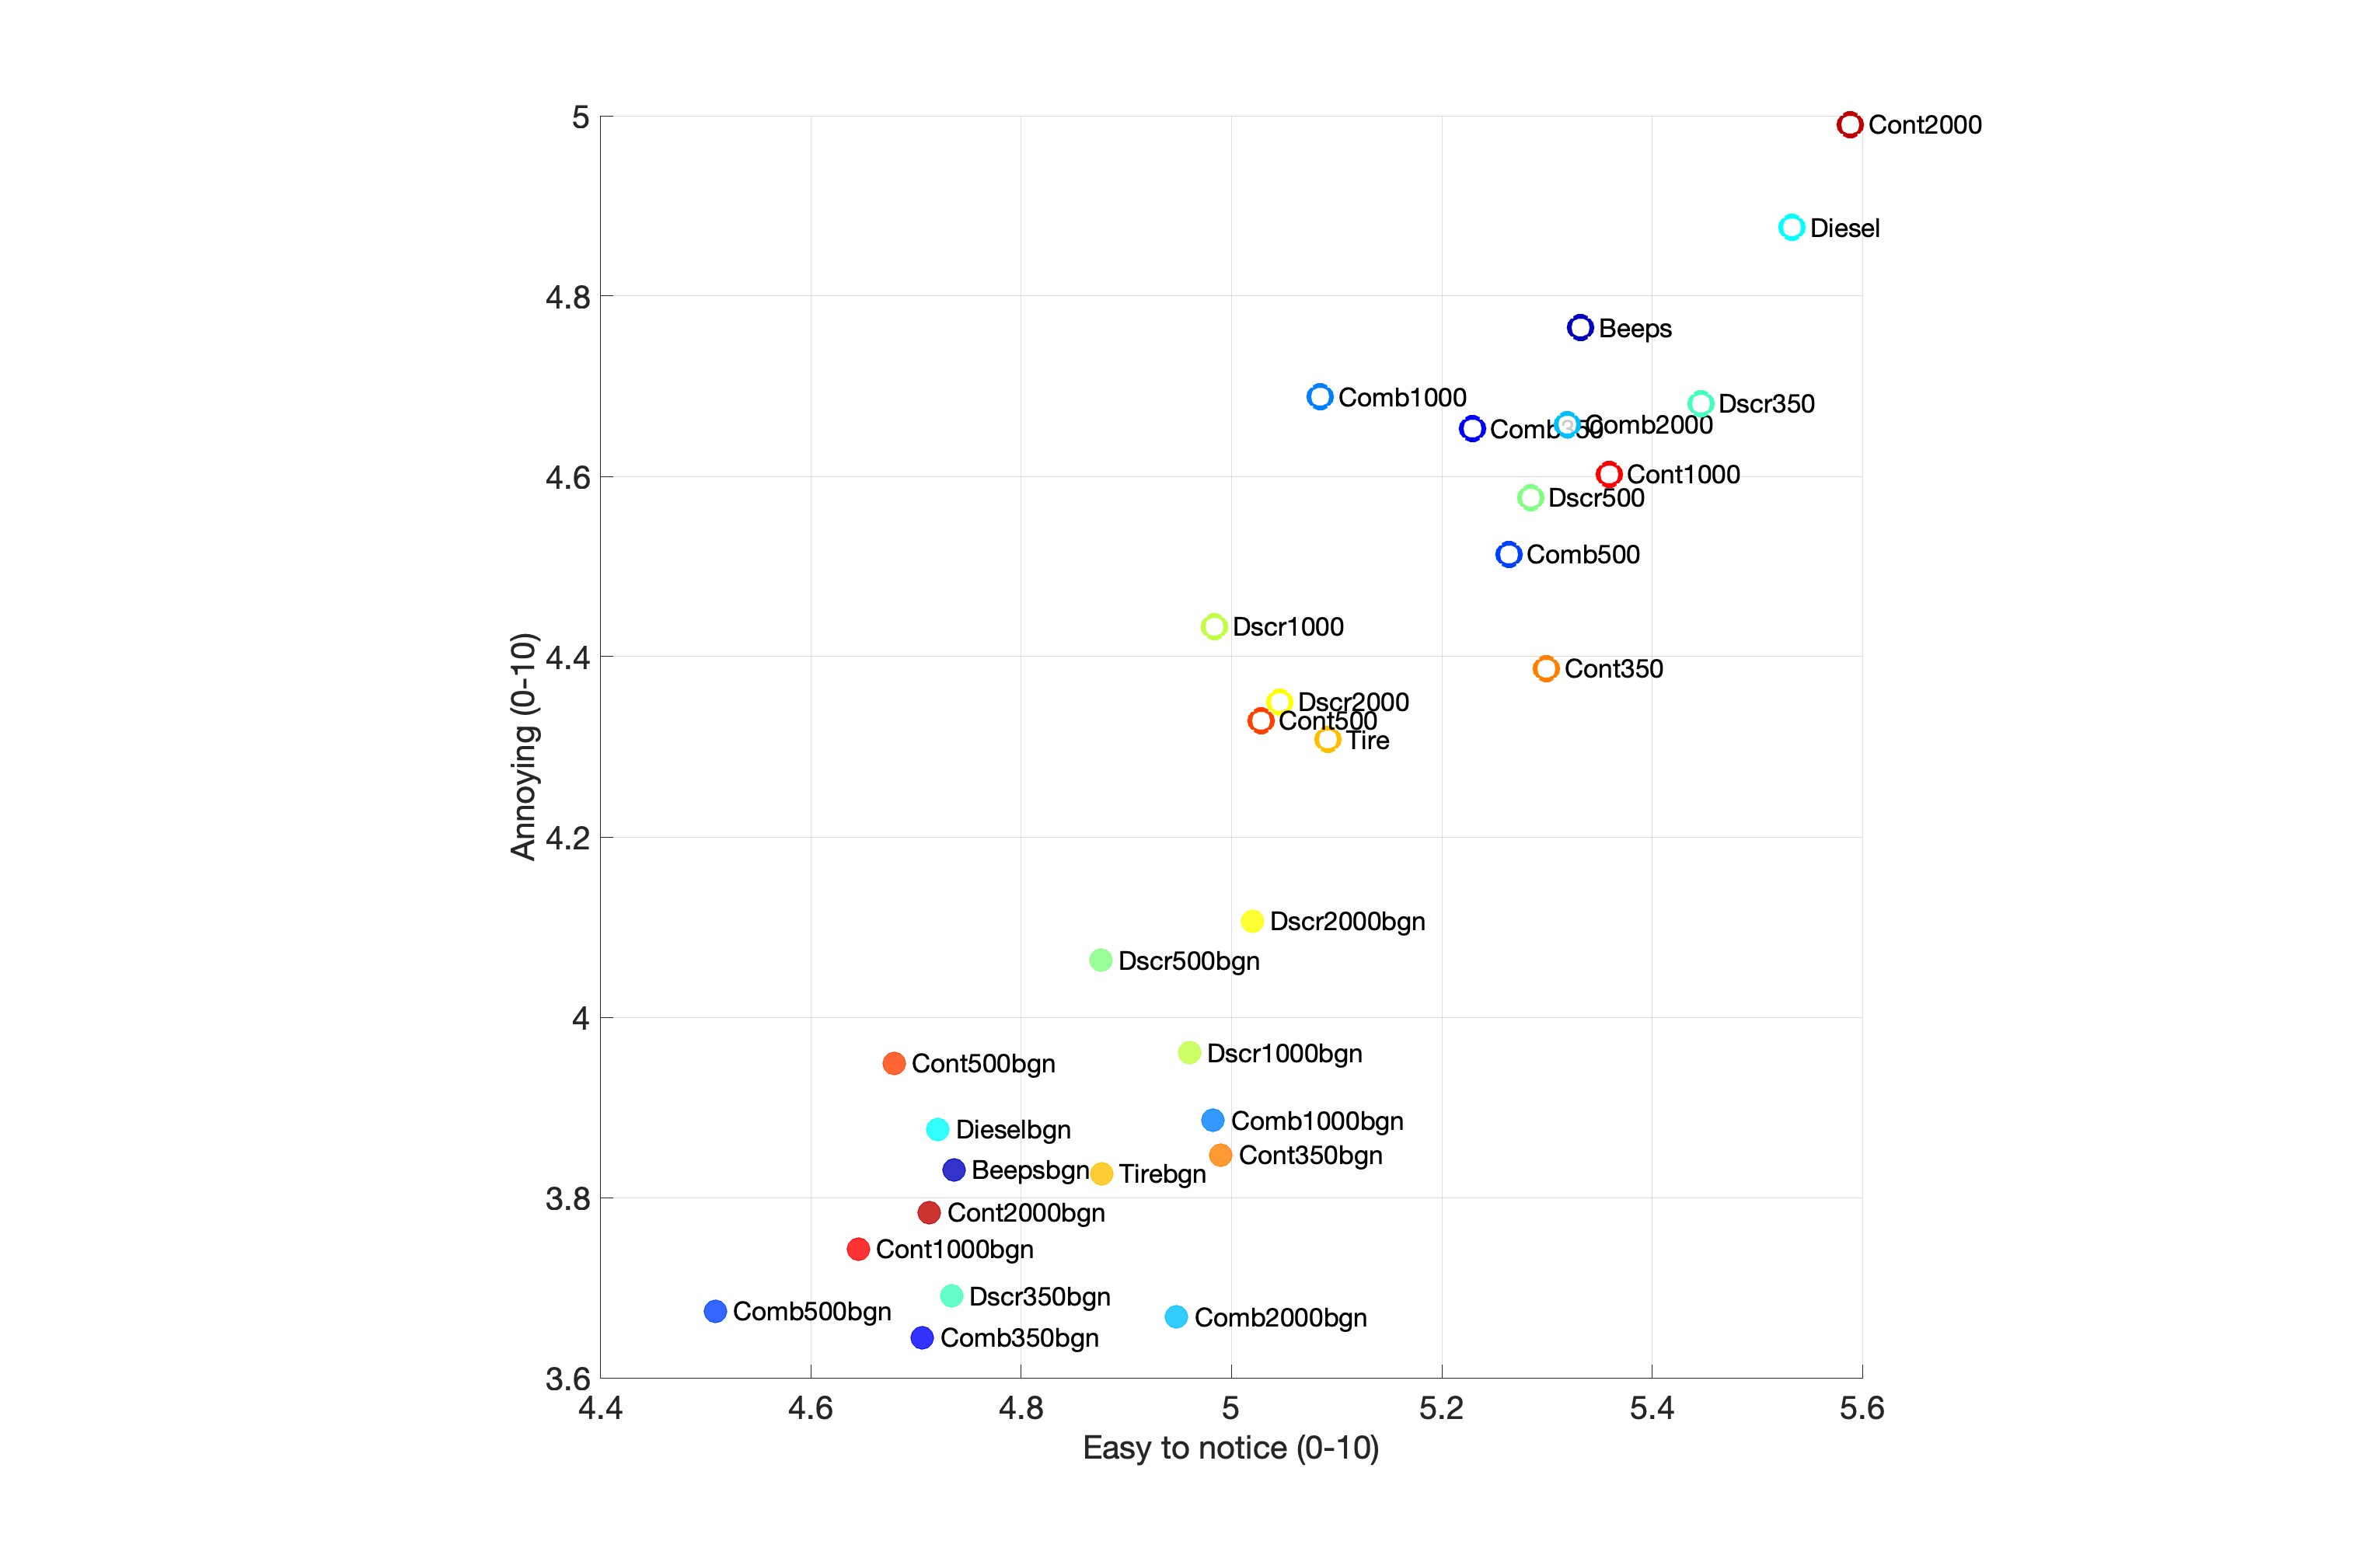 5
Cont2000
Diesel
4.8
Beeps
Comb1000
Dscr350
Comb2000
Comb350
4.6
Cont1000
Dscr500
Comb500
Dscr1000
4.4
Cont350
Dscr2000
Cont500
Tire
Annoying (0-10)
4.2
Dscr2000bgn
Dscr500bgn
4
Dscr1000bgn
Cont500bgn
Comb1000bgn
Dieselbgn
Cont350bgn
Beepsbgn
Tirebgn
3.8
Cont2000bgn
Cont1000bgn
Dscr350bgn
Comb500bgn
Comb2000bgn
Comb350bgn
3.6
4.4 4.6 4.8 5 5.2 5.4 5.6
Easy to notice (0-10)